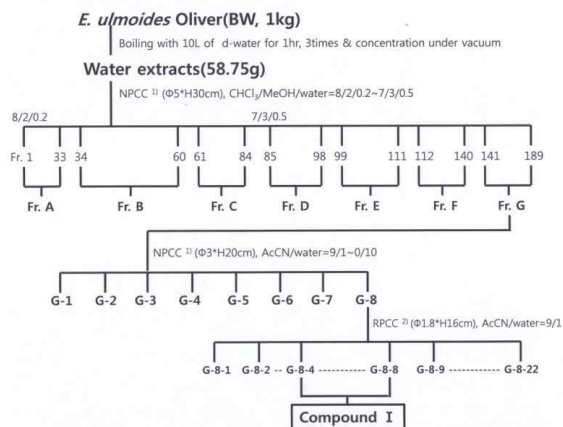 E. ulmoides Oliver(BW, 1kg)
Boiling with 10L of d-water for 1hr, 3times & concentration under vacuum
Water extracts(58.75g)
NPCC 1) (Φ5*H30cm), CHCl3/MeOH/water=8/2/0.2~7/3/0.5
8/2/0.2 7/3/0.5
Fr. 1 33 34 60 61 84 85 98 99 111 112 140 141 189
Fr. A Fr. B Fr. C Fr. D Fr. E Fr. F Fr. G
NPCC 1) (Φ3*H20cm), AcCN/water=9/1~0/10
G-1 G-2 G-3 G-4 G-5 G-6 G-7 G-8
RPCC 2) (Φ1.8*H16cm), AcCN/water=9/1
G-8-1 G-8-2 -- G-8-4 ----------- G-8-8 G-8-9 ---------- G-8-22
Compound I